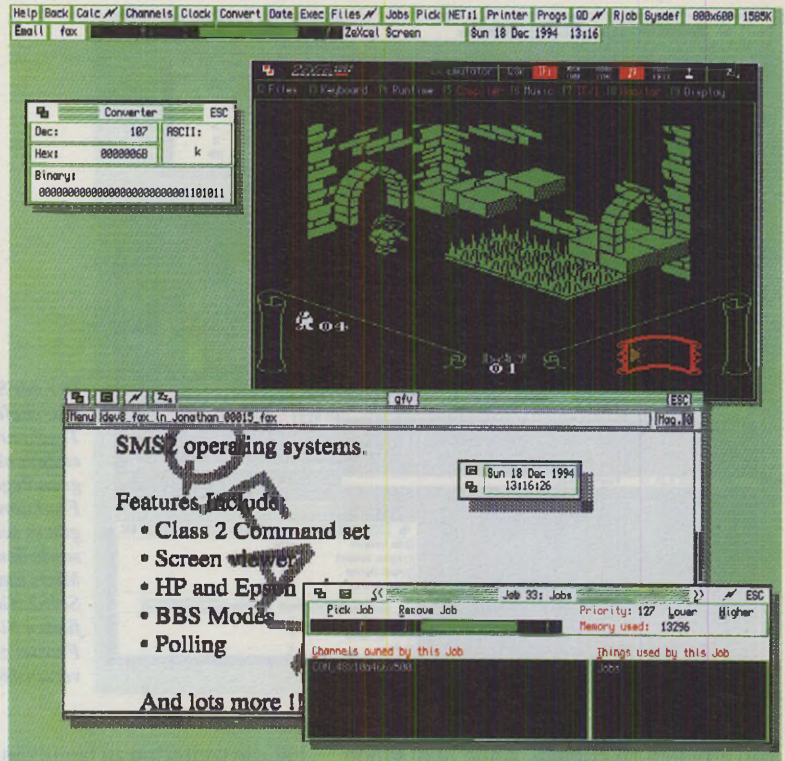 Help Back Calc Channels Clock Convert Date Exec Files Jobs Pick NET:1 Printer Progs QD Rjob Sysdef 800x600 1585K
Email fax ZeXcel Screen Sun 18 Dec 1994 13:16
Emulator
Files Keyboard Runtime Compiler Music Display
Converter ESC
Dec: 107 ASCII:
Hex: 0000006B k
Binary:
00000000000000000000000001101011
04
01
gfv ESC
Menu dev8_fax_in_Jonathan_00015_fax Mag.
SMS2 operating systems.
Features Include:
• Class 2 Command set
• Screen viewer
• HP and Epson
• BBS Modes
• Polling
And lots more !!
Sun 18 Dec 1994
13:16:26
Job 33: Jobs ESC
Pick Job Remove Job Priority: 127 Lower Higher
Memory used: 13296
Channels owned by this Job Things used by this Job
Jobs